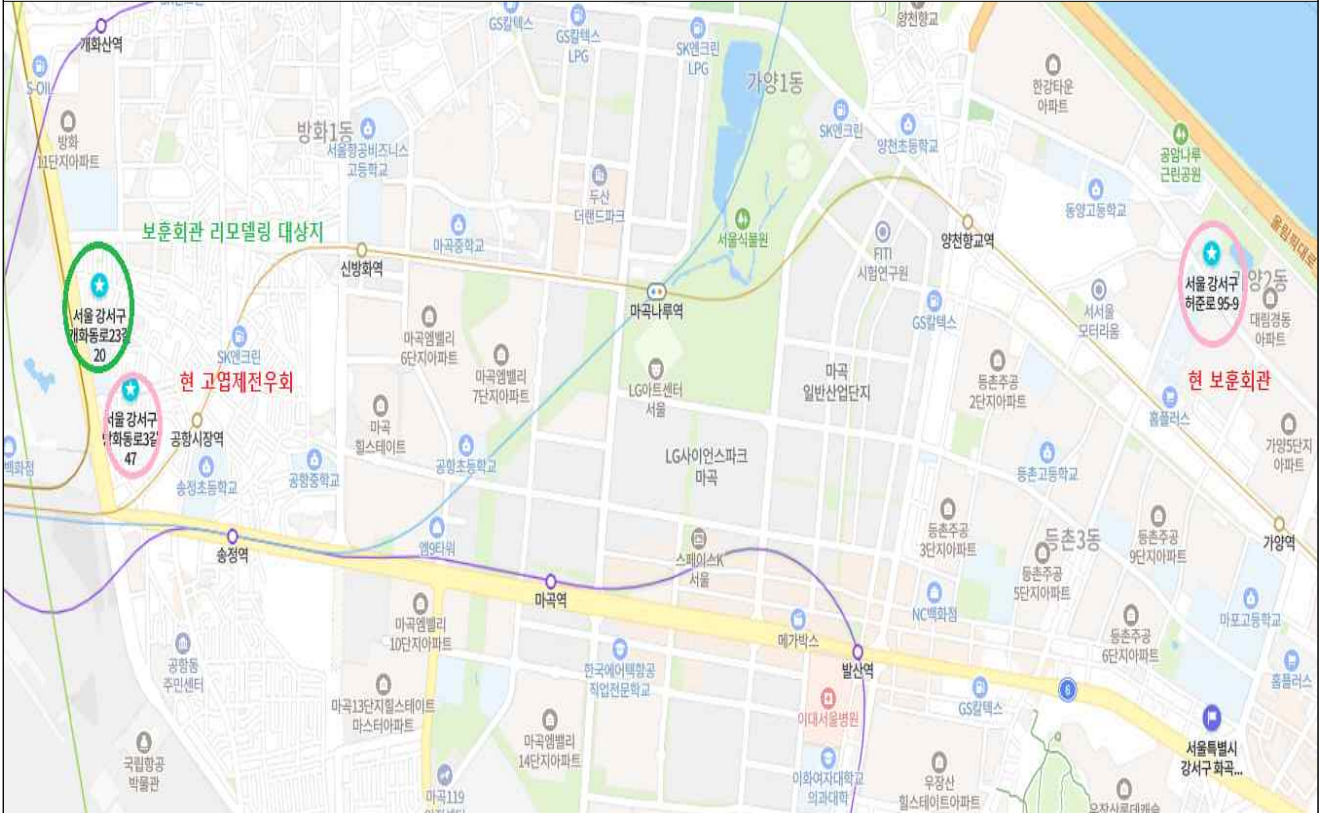 개화산역
SK엔크린
GS칼텍스
GS칼텍스
LPG
SK엔크린
LPG
양천향교
S-OIL
가양1동
한강타운
아파트
방화
11단지아파트
방화1동
서울항공비즈니스
고등학교
SK엔크린
양천초등학교
공암나루
근린공원
두산
더랜드파크
동양고등학교
올림픽대로
보훈회관 리모델링 대상지
마곡중학교
서울식물원
FITI
시험연구원
양천향교역
신방화역
마곡나루역
서울 강서구
개화동로23길
20
서울 강서구
허준로 95-9
양2동
대림경동
아파트
서서울
모터리움
GS칼텍스
SK엔크린
마곡엠밸리
6단지아파트
마곡엠밸리
7단지아파트
LG아트센터
서울
마곡
일반산업단지
등촌주공
2단지아파트
현 고엽제전우회
현 보훈회관
홈플러스
서울 강서구
방화동로3길
47
공항시장역
마곡
힐스테이트
가양5단지
아파트
백화점
송정초등학교
공항중학교
공항초등학교
LG사이언스파크
마곡
등촌고등학교
송정역
엠9타워
스페이스K
서울
등촌주공
3단지아파트
등촌3동
등촌주공
5단지아파트
등촌주공
9단지아파트
가양역
마곡역
마곡엠밸리
10단지아파트
메가박스
NC백화점
마포고등학교
등촌주공
6단지아파트
공항동
주민센터
한국에어텍항공
직업전문학교
발산역
홈플러스
마곡13단지힐스테이트
마스터아파트
이대서울병원
GS칼텍스
6
마곡엠밸리
14단지아파트
서울특별시
강서구 화곡...
국립항공
박물관
마곡119
이화여자대학교
의과대학
우장산
힐스테이트아파트
우장산롯데캐슬